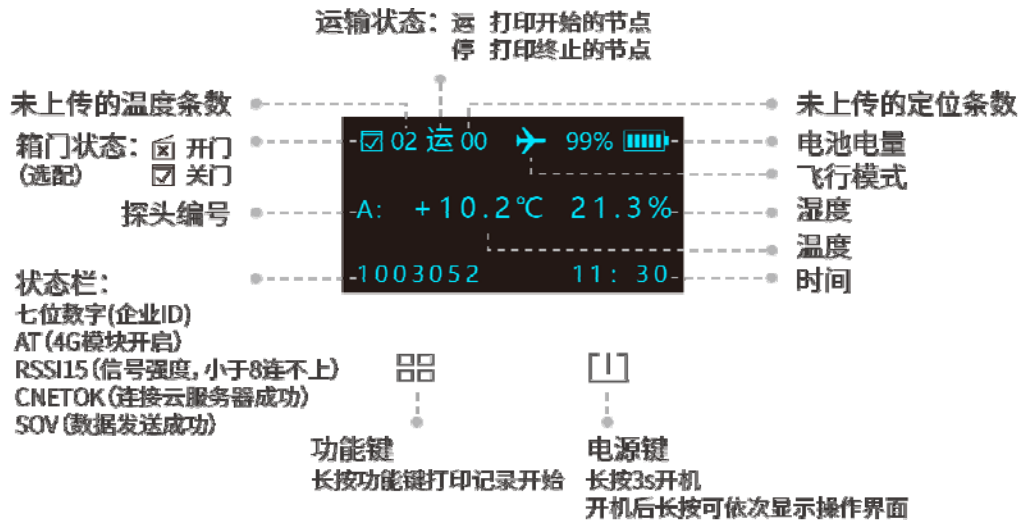 运输状态：运 打印开始的节点
停 打印终止的节点
未上传的温度条数
未上传的定位条数
箱门状态：开门
(选配) 关门
电池电量
飞行模式
探头编号
湿度
温度
时间
02 运 00 99%
A: +10.2℃ 21.3%
1003052 11: 30
状态栏：
七位数字(企业ID)
AT(4G模块开启)
RSSI15(信号强度,小于8连不上)
CNETOK(连接云服务器成功)
SOV(数据发送成功)
功能键
长按功能键打印记录开始
电源键
长按3s开机
开机后长按可依次显示操作界面